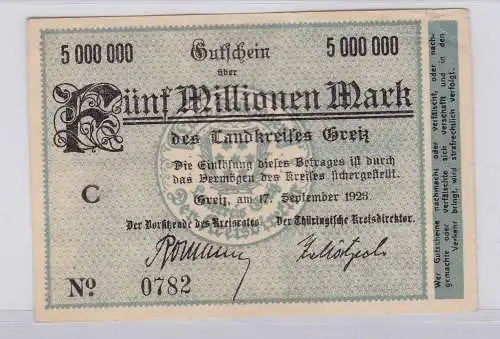 5 000 000 Gutschein 5 000 000
über
Fünf Millionen Mark
des Landkreises Greiz
Die Einlösung dieses Betrages ist durch
das Vermögen des Kreises sichergestellt.
C
Greiz, am 17. September 1923
Der Vorsitzende des Kreisrates Der Thüringische Kreisdirektor.
No 0782
Wer Gutscheine nachmacht oder verfälscht, oder nach-
gemachte oder verfälschte sich verschafft und in den
Verkehr bringt, wird strafrechtlich verfolgt.